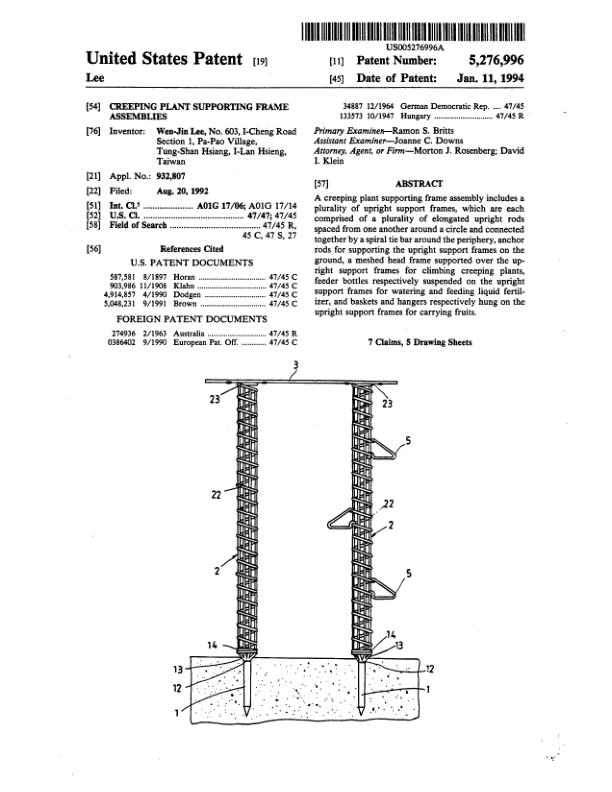 US005276996A
United States Patent [19]
Lee
[11] Patent Number: 5,276,996
[45] Date of Patent: Jan. 11, 1994
[54] CREEPING PLANT SUPPORTING FRAME
ASSEMBLIES
[76] Inventor: Wen-Jin Lee, No. 603, I-Cheng Road
Section 1, Pa-Pao Village,
Tung-Shan Hsiang, I-Lan Hsieng,
Taiwan
[21] Appl. No.: 932,807
[22] Filed: Aug. 20, 1992
[51] Int. Cl.5 ..................... A01G 17/06; A01G 17/14
[52] U.S. Cl. ......................................... 47/47; 47/45
[58] Field of Search ..................................... 47/45 R,
45 C, 47 S, 27
[56] References Cited
U.S. PATENT DOCUMENTS
587,581 8/1897 Horan ............................... 47/45 C
903,986 11/1908 Klahn ............................... 47/45 C
4,914,857 4/1990 Dodgen ............................. 47/45 C
5,048,231 9/1991 Brown ............................... 47/45 C
FOREIGN PATENT DOCUMENTS
274936 2/1963 Australia ........................... 47/45 R
0386402 9/1990 European Pat. Off. ............ 47/45 C
34887 12/1964 German Democratic Rep. .... 47/45
133573 10/1947 Hungary ............................ 47/45 R
Primary Examiner—Ramon S. Britts
Assistant Examiner—Joanne C. Downs
Attorney, Agent, or Firm—Morton J. Rosenberg; David
I. Klein
[57] ABSTRACT
A creeping plant supporting frame assembly includes a
plurality of upright support frames, which are each
comprised of a plurality of elongated upright rods
spaced from one another around a circle and connected
together by a spiral tie bar around the periphery, anchor
rods for supporting the upright support frames on the
ground, a meshed head frame supported over the up-
right support frames for climbing creeping plants,
feeder bottles respectively suspended on the upright
support frames for watering and feeding liquid fertil-
izer, and baskets and hangers respectively hung on the
upright support frames for carrying fruits.
7 Claims, 5 Drawing Sheets
3
23
23
5
22
22
2
2
5
14
14
13
13
12
12
1
1